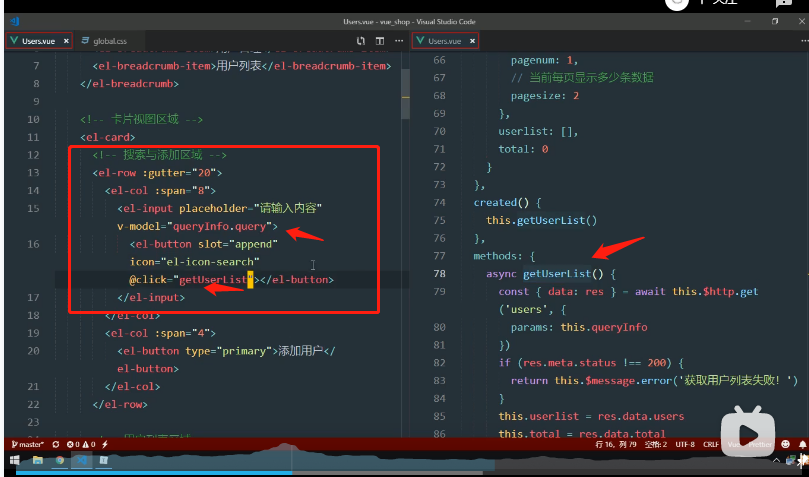 Users.vue - vue_shop - Visual Studio Code
Users.vue × global.css
7 <el-breadcrumb-item>用户列表</el-breadcrumb-item>
8 </el-breadcrumb>
9
10 <!-- 卡片视图区域 -->
11 <el-card>
12 <!-- 搜索与添加区域 -->
13 <el-row :gutter="20">
14 <el-col :span="8">
15 <el-input placeholder="请输入内容"
v-model="queryInfo.query">
16 <el-button slot="append"
icon="el-icon-search"
@click="getUserList"></el-button>
17 </el-input>
18 </el-col>
19 <el-col :span="4">
20 <el-button type="primary">添加用户</
el-button>
21 </el-col>
22 </el-row>
23
Users.vue ×
66 pagenum: 1,
67 // 当前每页显示多少条数据
68 pagesize: 2
69 },
70 userlist: [],
71 total: 0
72 }
73 },
74 created() {
75 this.getUserList()
76 },
77 methods: {
78 async getUserList() {
79 const { data: res } = await this.$http.get
('users', {
80 params: this.queryInfo
81 })
82 if (res.meta.status !== 200) {
83 return this.$message.error('获取用户列表失败！')
84 }
85 this.userlist = res.data.users
86 this.total = res.data.total
master* 0 0 行 16, 列 79 空格: 2 UTF-8 CRLF